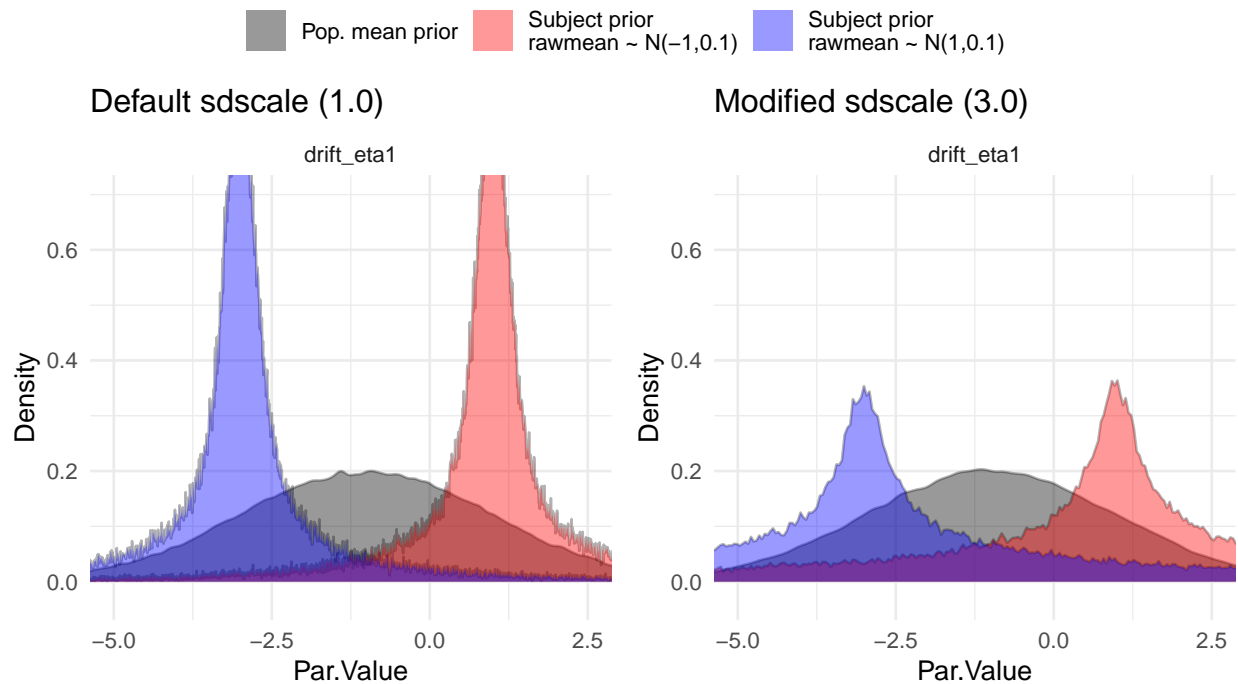 Pop. mean prior
Subject prior
rawmean ~ N(−1,0.1)
Subject prior
rawmean ~ N(1,0.1)
Default sdscale (1.0)
drift_eta1
0.6
0.4
0.2
0.0
Density
−5.0 −2.5 0.0 2.5
Par.Value
Modified sdscale (3.0)
drift_eta1
0.6
0.4
0.2
0.0
Density
−5.0 −2.5 0.0 2.5
Par.Value